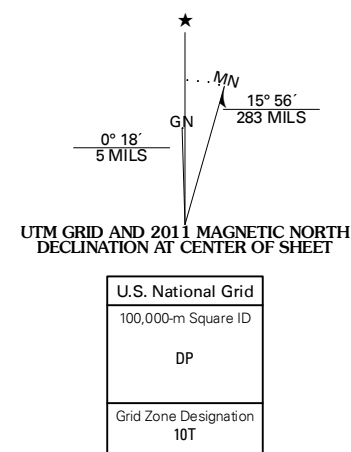 ★
MN
GN
15° 56´
283 MILS
0° 18´
5 MILS
UTM GRID AND 2011 MAGNETIC NORTH
DECLINATION AT CENTER OF SHEET
U.S. National Grid
100,000-m Square ID
DP
Grid Zone Designation
10T